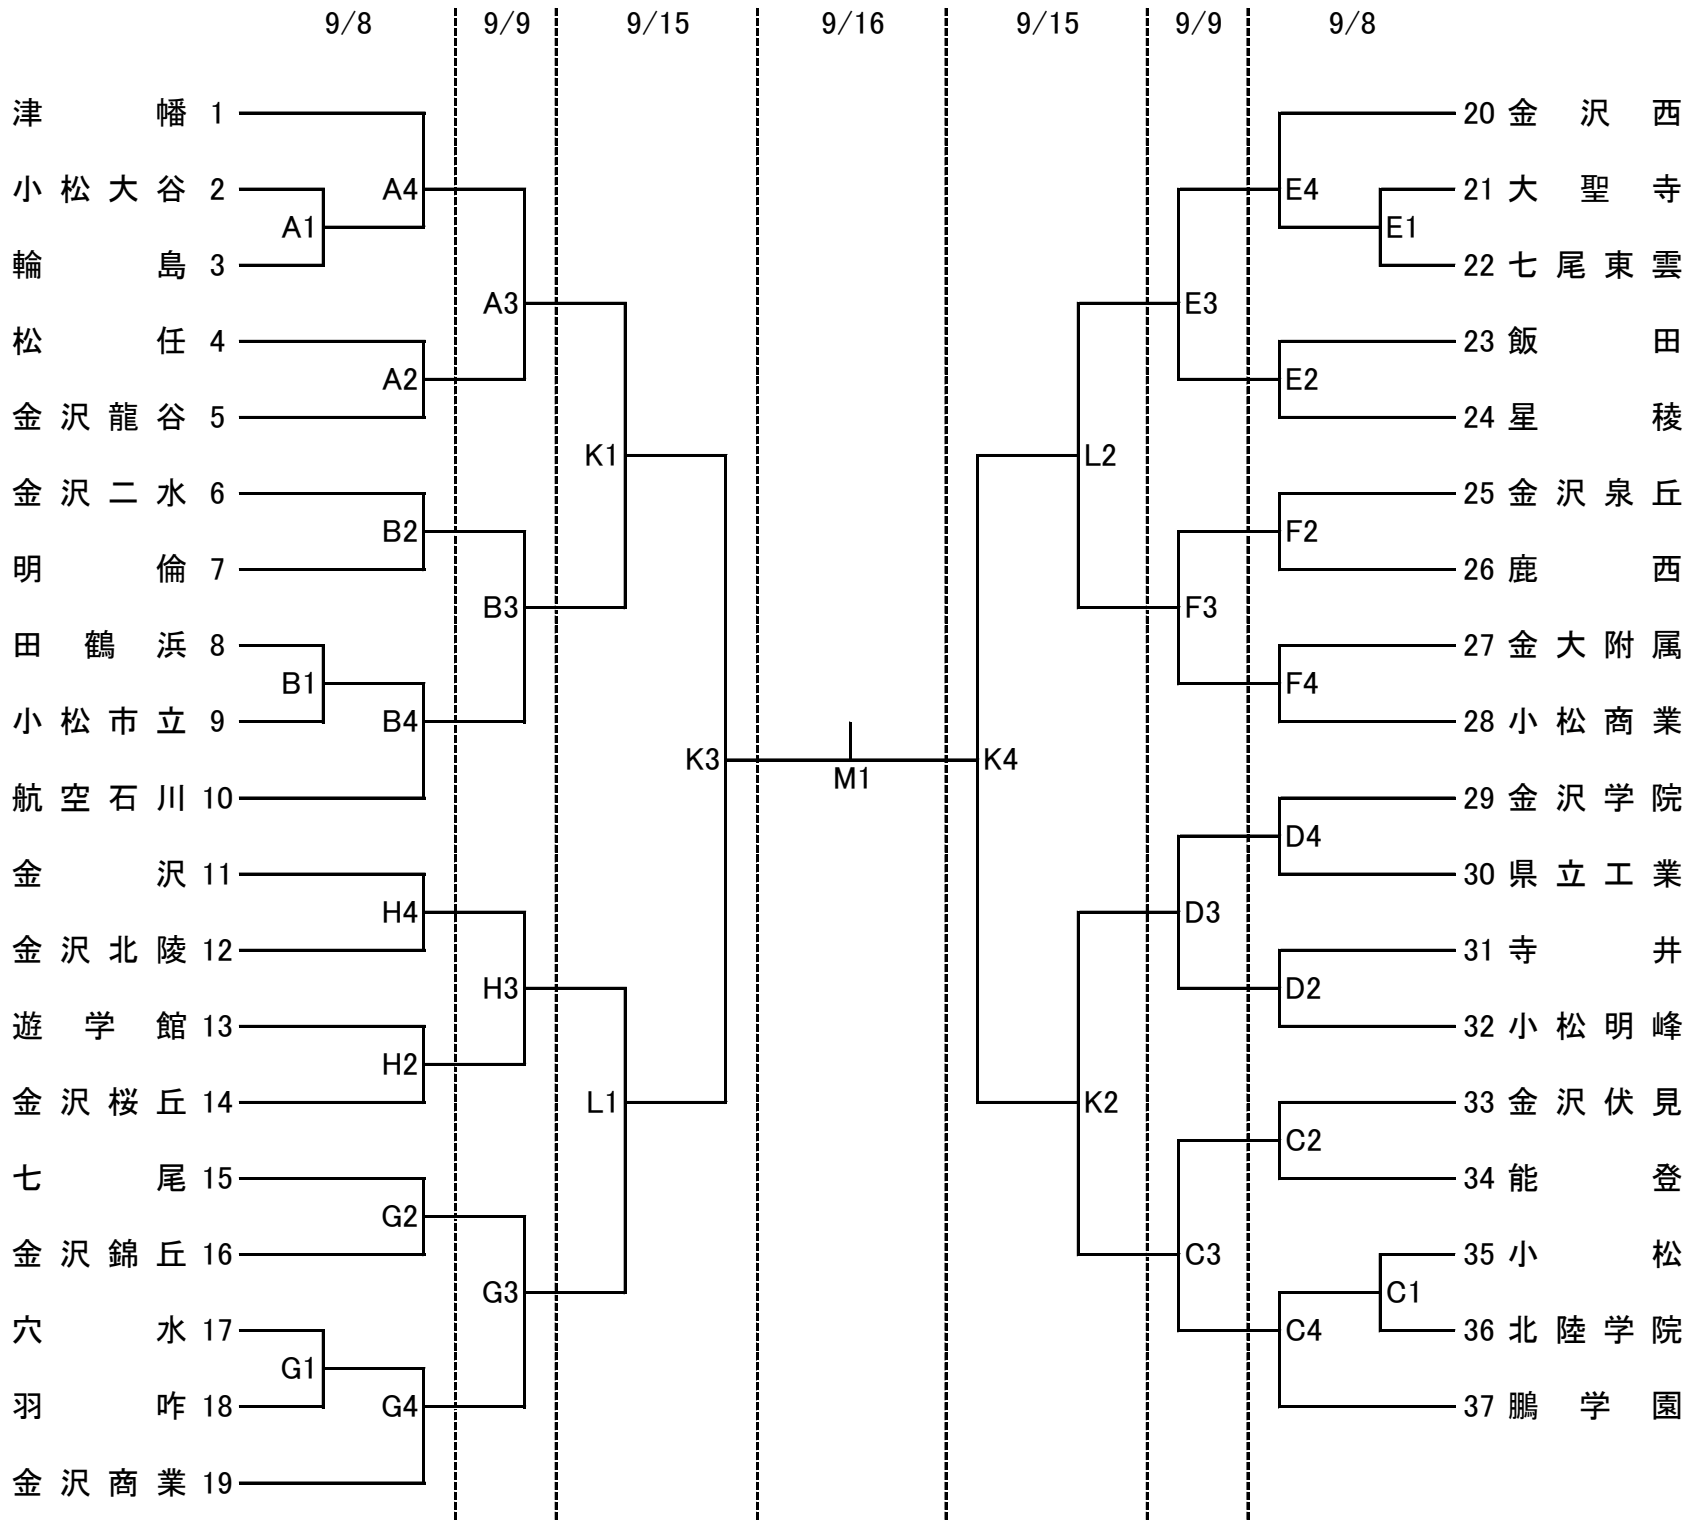 9/8 9/9 9/15 9/16 9/15 9/9 9/8
津幡 1 20 金沢西
小松大谷 2 A4 E4 21 大聖寺
A1 E1
輪島 3 22 七尾東雲
A3 E3
松任 4 23 飯田
A2 E2
金沢龍谷 5 24 星稜
K1 L2
金沢二水 6 25 金沢泉丘
B2 F2
明倫 7 26 鹿西
B3 F3
田鶴浜 8 27 金大附属
B1 F4
小松市立 9 B4 28 小松商業
K3 M1 K4
航空石川 10 29 金沢学院
D4
金沢 11 30 県立工業
H4 D3
金沢北陵 12 31 寺井
H3 D2
遊学館 13 32 小松明峰
H2
金沢桜丘 14 L1 K2 33 金沢伏見
C2
七尾 15 34 能登
G2
金沢錦丘 16 C3 35 小松
G3 C1
穴水 17 C4 36 北陸学院
G1
羽咋 18 G4 37 鵬学園
金沢商業 19